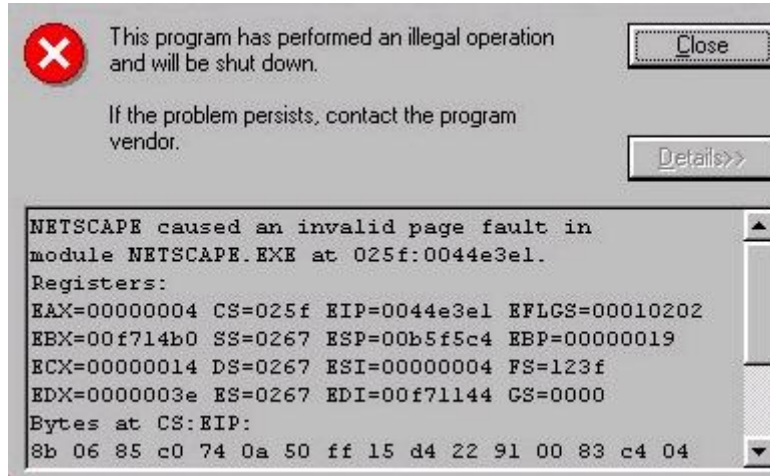 This program has performed an illegal operation
and will be shut down.
If the problem persists, contact the program
vendor.
Close
Details>>
NETSCAPE caused an invalid page fault in
module NETSCAPE.EXE at 025f:0044e3e1.
Registers:
EAX=00000004 CS=025f EIP=0044e3e1 EFLGS=00010202
EBX=00f714b0 SS=0267 ESP=00b5f5c4 EBP=00000019
ECX=00000014 DS=0267 ESI=00000004 FS=123f
EDX=0000003e ES=0267 EDI=00f71144 GS=0000
Bytes at CS:EIP:
8b 06 85 c0 74 0a 50 ff 15 d4 22 91 00 83 c4 04